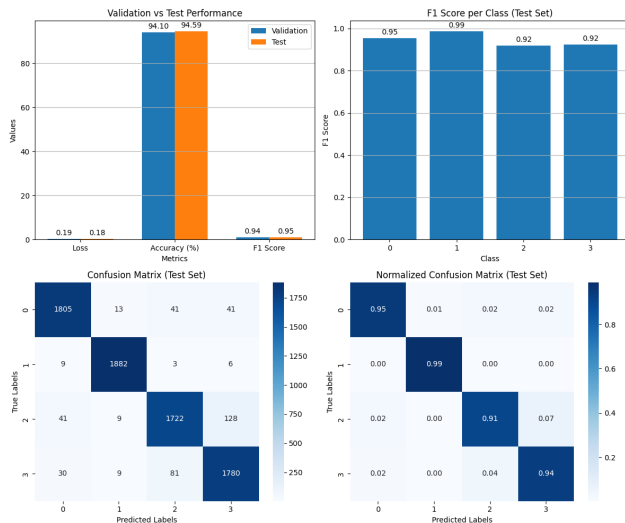 Validation vs Test Performance
94.10 94.59
Validation
Test
80
60
40
20
0
Values
0.19 0.18
0.94 0.95
Loss Accuracy (%) F1 Score
Metrics
F1 Score per Class (Test Set)
1.0
0.8
0.6
0.4
0.2
0.0
F1 Score
0.95 0.99 0.92 0.92
0 1 2 3
Class
Confusion Matrix (Test Set)
True Labels
0 1805 13 41 41
1 9 1882 3 6
2 41 9 1722 128
3 30 9 81 1780
0 1 2 3
Predicted Labels
1750
1500
1250
1000
750
500
250
Normalized Confusion Matrix (Test Set)
True Labels
0 0.95 0.01 0.02 0.02
1 0.00 0.99 0.00 0.00
2 0.02 0.00 0.91 0.07
3 0.02 0.00 0.04 0.94
0 1 2 3
Predicted Labels
0.8
0.6
0.4
0.2